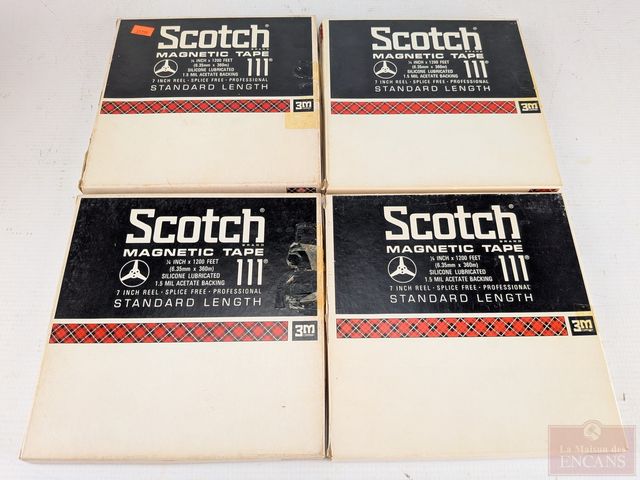 Scotch®
BRAND
MAGNETIC TAPE
¼ INCH x 1200 FEET
(6.35mm x 360m)
SILICONE LUBRICATED
1.5 MIL ACETATE BACKING
111®
7 INCH REEL · SPLICE FREE · PROFESSIONAL
STANDARD LENGTH
3M
Scotch®
BRAND
MAGNETIC TAPE
¼ INCH x 1200 FEET
(6.35mm x 360m)
SILICONE LUBRICATED
1.5 MIL ACETATE BACKING
111®
7 INCH REEL · SPLICE FREE · PROFESSIONAL
STANDARD LENGTH
3M
Scotch®
BRAND
MAGNETIC TAPE
¼ INCH x 1200 FEET
(6.35mm x 360m)
SILICONE LUBRICATED
1.5 MIL ACETATE BACKING
111®
7 INCH REEL · SPLICE FREE · PROFESSIONAL
STANDARD LENGTH
3M
Scotch®
BRAND
MAGNETIC TAPE
¼ INCH x 1200 FEET
(6.35mm x 360m)
SILICONE LUBRICATED
1.5 MIL ACETATE BACKING
111®
7 INCH REEL · SPLICE FREE · PROFESSIONAL
STANDARD LENGTH
3M
La Maison des
ENCANS